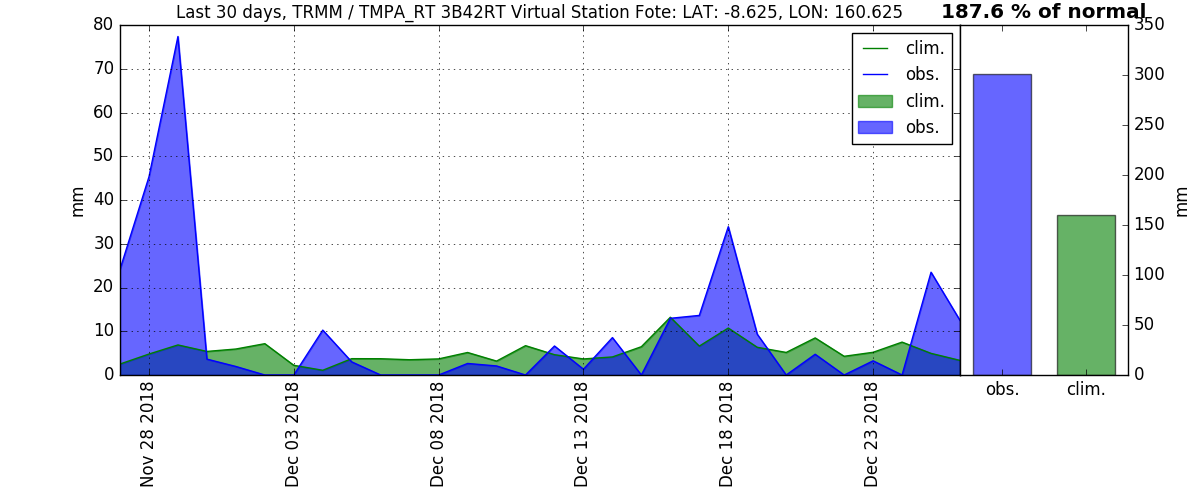 Last 30 days, TRMM / TMPA_RT 3B42RT Virtual Station Fote: LAT: -8.625, LON: 160.625
187.6 % of normal
80
70
60
50
40
30
20
10
0
mm
clim.
obs.
clim.
obs.
350
300
250
200
150
100
50
0
mm
obs.
clim.
Nov 28 2018
Dec 03 2018
Dec 08 2018
Dec 13 2018
Dec 18 2018
Dec 23 2018